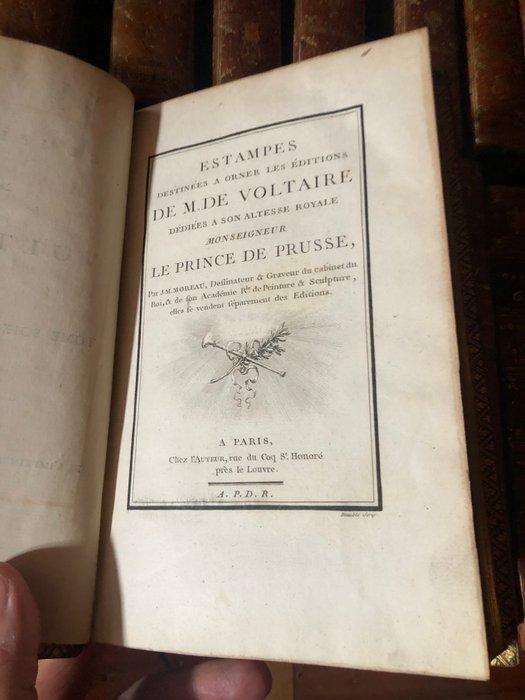 ESTAMPES
DESTINÉES A ORNER LES ÉDITIONS
DE M. DE VOLTAIRE
DÉDIÉES A SON ALTESSE ROYALE
MONSEIGNEUR
LE PRINCE DE PRUSSE,
Par J. M. MOREAU, Dessinateur & Graveur du cabinet du
Roi, & de son Académie Rle. de Peinture & Sculpture,
elles se vendent séparement des Editions.
A PARIS,
Chez l'AUTEUR, rue du Coq St. Honoré
près le Louvre.
A. P. D. R.
TOME